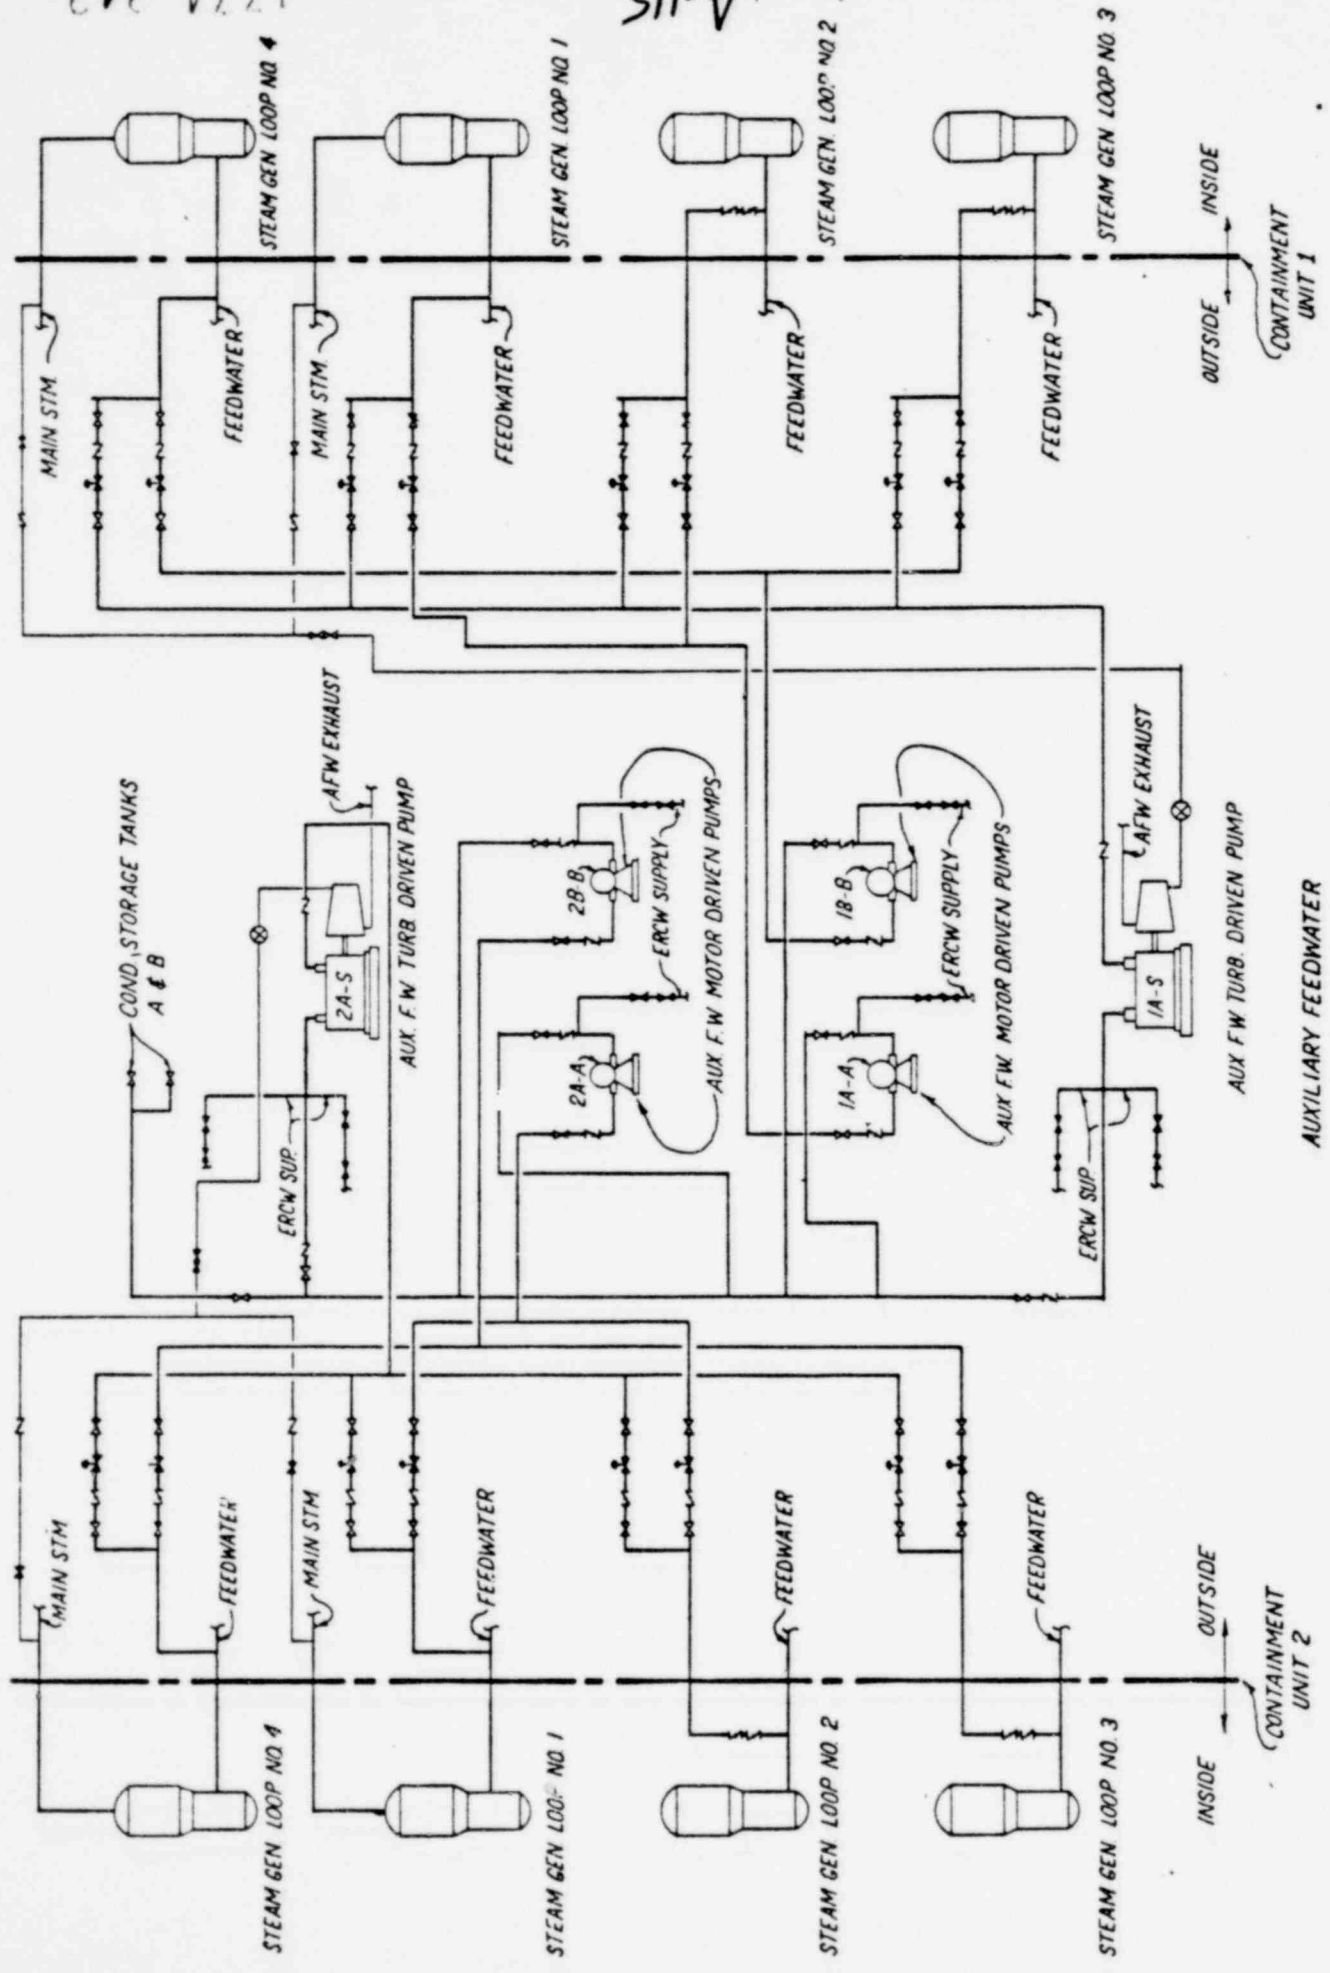 STEAM GEN LOOP NO. 4
STEAM GEN. LOOP NO. 1
STEAM GEN. LOOP NO. 2
STEAM GEN. LOOP NO. 3
INSIDE
OUTSIDE
CONTAINMENT
UNIT 1
MAIN STM.
FEEDWATER
MAIN STM.
FEEDWATER
FEEDWATER
FEEDWATER
COND. STORAGE TANKS
A & B
AFW EXHAUST
2A-S
AUX. F.W TURB. DRIVEN PUMP
ERCW SUP.
2B-B
2A-A
ERCW SUPPLY
AUX. F.W MOTOR DRIVEN PUMPS
1B-B
1A-A
ERCW SUPPLY
AUX F.W. MOTOR DRIVEN PUMPS
AFW EXHAUST
1A-S
AUX FW TURB. DRIVEN PUMP
ERCW SUP.
AUXILIARY FEEDWATER
MAIN STM
FEEDWATER
MAIN STM
FEEDWATER
FEEDWATER
FEEDWATER
OUTSIDE
INSIDE
CONTAINMENT
UNIT 2
STEAM GEN LOOP NO. 4
STEAM GEN LOOP NO. 1
STEAM GEN LOOP NO. 2
STEAM GEN LOOP NO. 3